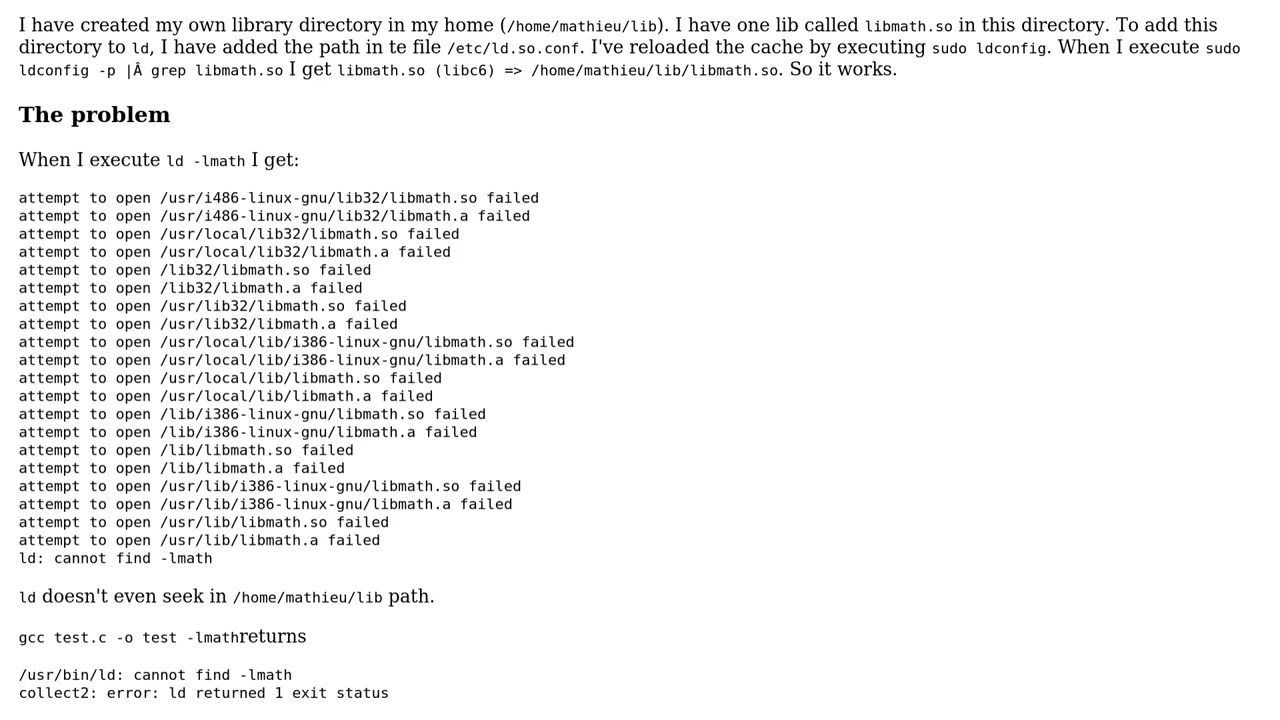 I have created my own library directory in my home (/home/mathieu/lib). I have one lib called libmath.so in this directory. To add this
directory to ld, I have added the path in te file /etc/ld.so.conf. I've reloaded the cache by executing sudo ldconfig. When I execute sudo
ldconfig -p |Â grep libmath.so I get libmath.so (libc6) => /home/mathieu/lib/libmath.so. So it works.
The problem
When I execute ld -lmath I get:
attempt to open /usr/i486-linux-gnu/lib32/libmath.so failed
attempt to open /usr/i486-linux-gnu/lib32/libmath.a failed
attempt to open /usr/local/lib32/libmath.so failed
attempt to open /usr/local/lib32/libmath.a failed
attempt to open /lib32/libmath.so failed
attempt to open /lib32/libmath.a failed
attempt to open /usr/lib32/libmath.so failed
attempt to open /usr/lib32/libmath.a failed
attempt to open /usr/local/lib/i386-linux-gnu/libmath.so failed
attempt to open /usr/local/lib/i386-linux-gnu/libmath.a failed
attempt to open /usr/local/lib/libmath.so failed
attempt to open /usr/local/lib/libmath.a failed
attempt to open /lib/i386-linux-gnu/libmath.so failed
attempt to open /lib/i386-linux-gnu/libmath.a failed
attempt to open /lib/libmath.so failed
attempt to open /lib/libmath.a failed
attempt to open /usr/lib/i386-linux-gnu/libmath.so failed
attempt to open /usr/lib/i386-linux-gnu/libmath.a failed
attempt to open /usr/lib/libmath.so failed
attempt to open /usr/lib/libmath.a failed
ld: cannot find -lmath
ld doesn't even seek in /home/mathieu/lib path.
gcc test.c -o test -lmathreturns
/usr/bin/ld: cannot find -lmath
collect2: error: ld returned 1 exit status